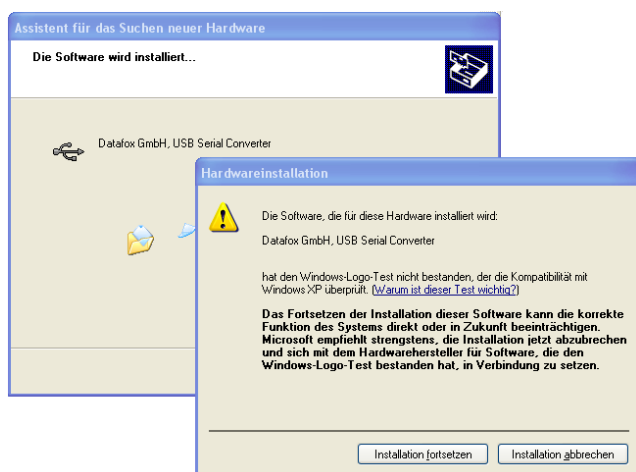 Assistent für das Suchen neuer Hardware
Die Software wird installiert...
Datafox GmbH, USB Serial Converter
Hardwareinstallation
Die Software, die für diese Hardware installiert wird:
Datafox GmbH, USB Serial Converter
hat den Windows-Logo-Test nicht bestanden, der die Kompatibilität mit
Windows XP überprüft. (Warum ist dieser Test wichtig?)
Das Fortsetzen der Installation dieser Software kann die korrekte
Funktion des Systems direkt oder in Zukunft beeinträchtigen.
Microsoft empfiehlt strengstens, die Installation jetzt abzubrechen
und sich mit dem Hardwarehersteller für Software, die den
Windows-Logo-Test bestanden hat, in Verbindung zu setzen.
Installation fortsetzen
Installation abbrechen